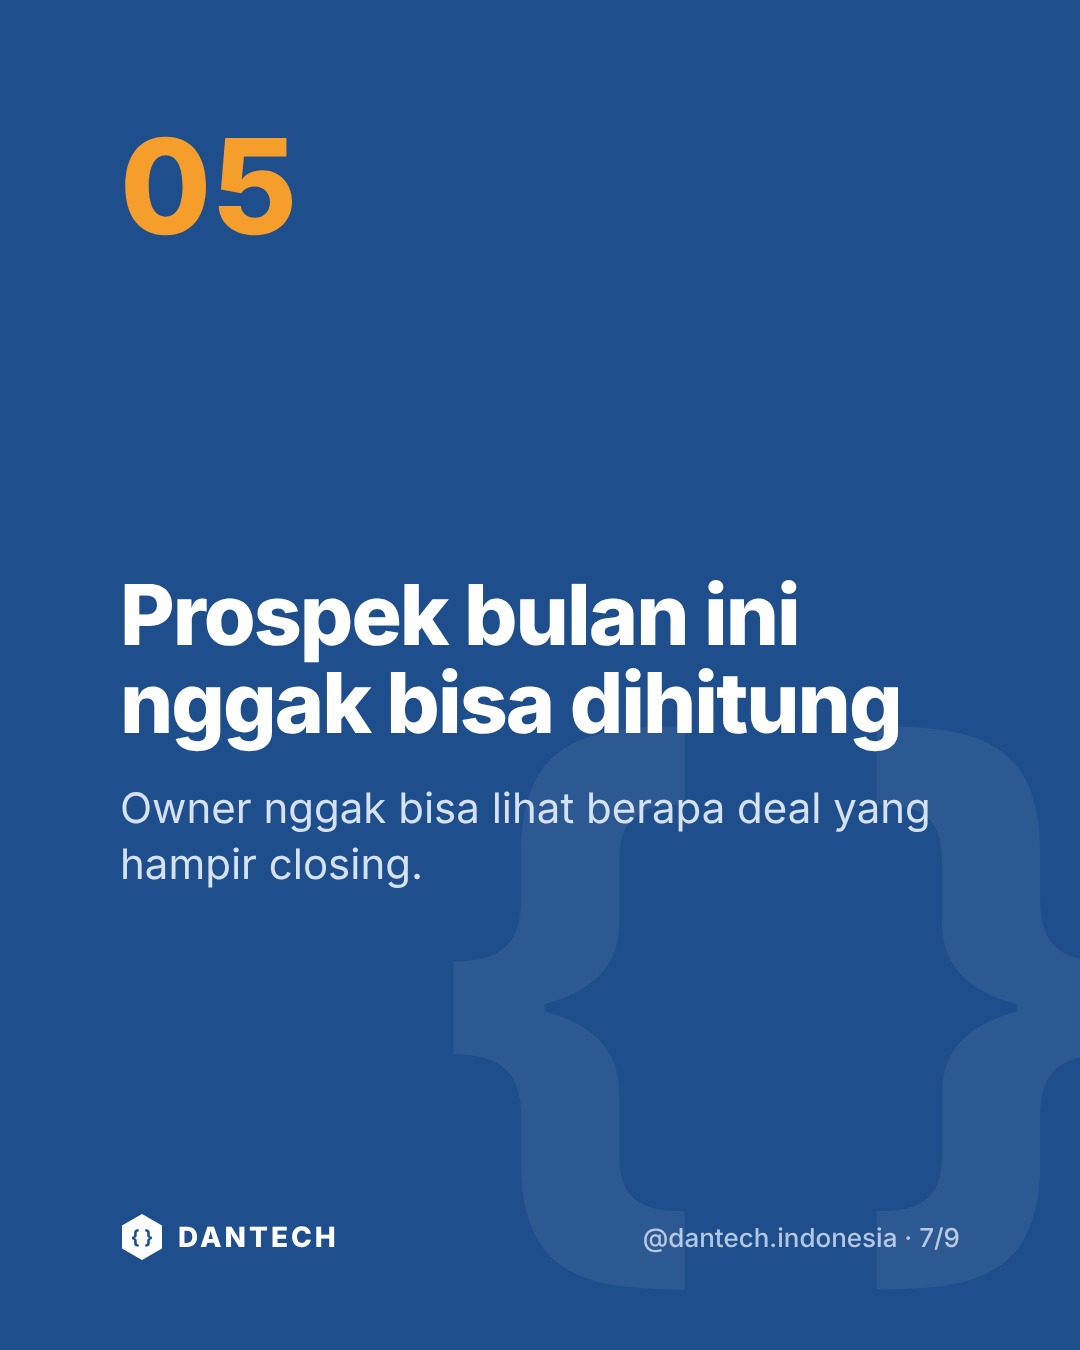 05
Prospek bulan ini
nggak bisa dihitung
Owner nggak bisa lihat berapa deal yang
hampir closing.
{} DANTECH
@dantech.indonesia · 7/9